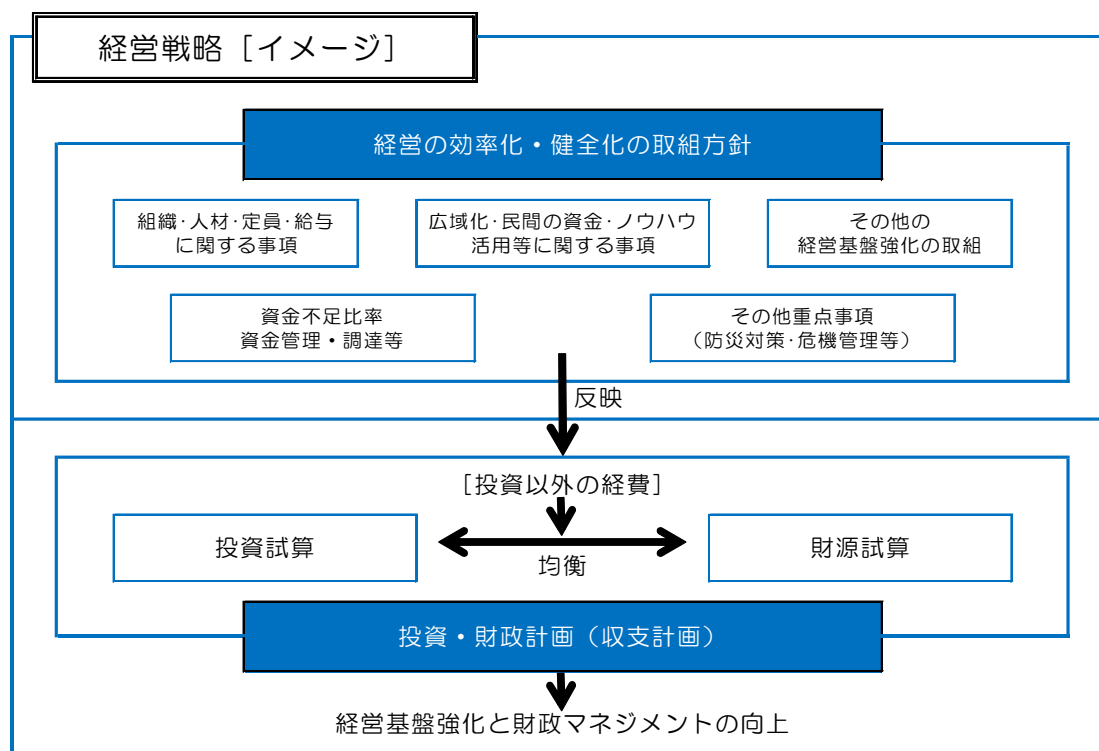 経営戦略［イメージ］
経営の効率化・健全化の取組方針
組織･人材･定員･給与
に関する事項
広域化･民間の資金･ノウハウ
活用等に関する事項
その他の
経営基盤強化の取組
資金不足比率
資金管理・調達等
その他重点事項
（防災対策･危機管理等）
反映
［投資以外の経費］
投資試算
均衡
財源試算
投資・財政計画（収支計画）
経営基盤強化と財政マネジメントの向上